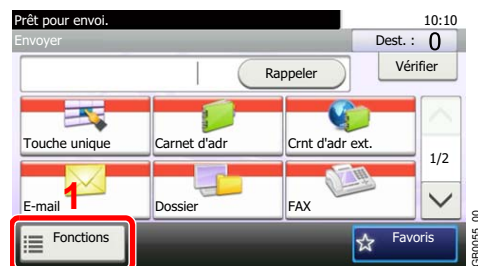 Prêt pour envoi. 10:10
Envoyer Dest. : 0
Rappeler Vérifier
Touche unique Carnet d'adr Crnt d'adr ext.
1/2
E-mail Dossier FAX
1
Fonctions Favoris
GB0055_00